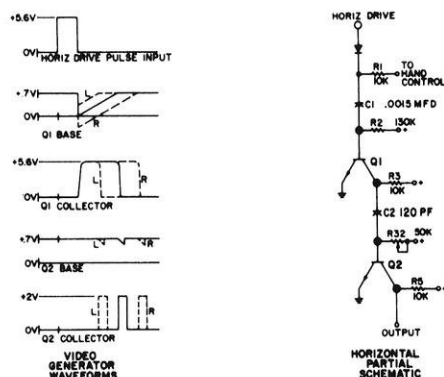 +5.6V
0V
HORIZ DRIVE PULSE INPUT
+.7V
L
0V
R
Q1 BASE
+5.6V
L
R
0V
Q1 COLLECTOR
+.7V
L
R
0V
Q2 BASE
+2V
L
R
0V
Q2 COLLECTOR
VIDEO
GENERATOR
WAVEFORMS
HORIZ DRIVE
R1
10K
TO
HAND
CONTROL
C1 .0015 MFD
R2 130K
+
Q1
R3
10K
+
C2 120 PF
R32 50K
+
Q2
R5
10K
+
OUTPUT
HORIZONTAL
PARTIAL
SCHEMATIC